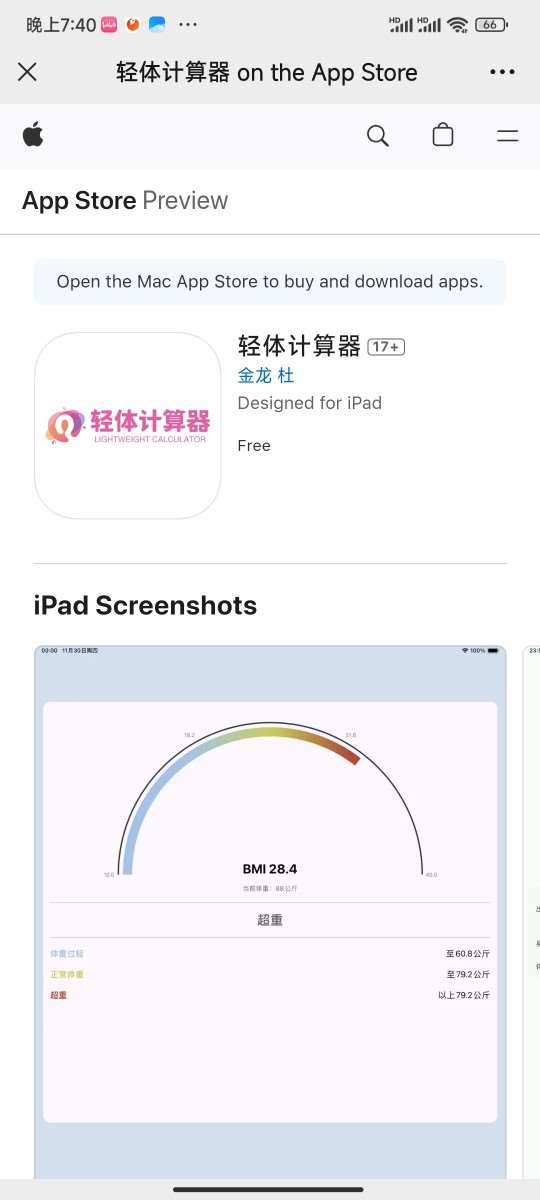 晚上7:40
HD HD 66
轻体计算器 on the App Store
App Store Preview
Open the Mac App Store to buy and download apps.
轻体计算器 17+
金龙 杜
Designed for iPad
Free
轻体计算器
LIGHTWEIGHT CALCULATOR
iPad Screenshots
00:00 11月30日周四 100%
18.2 31.6
40.0
BMI 28.4
当前体重: 88公斤
超重
体重过轻 至60.8公斤
正常体重 至79.2公斤
超重 以上79.2公斤